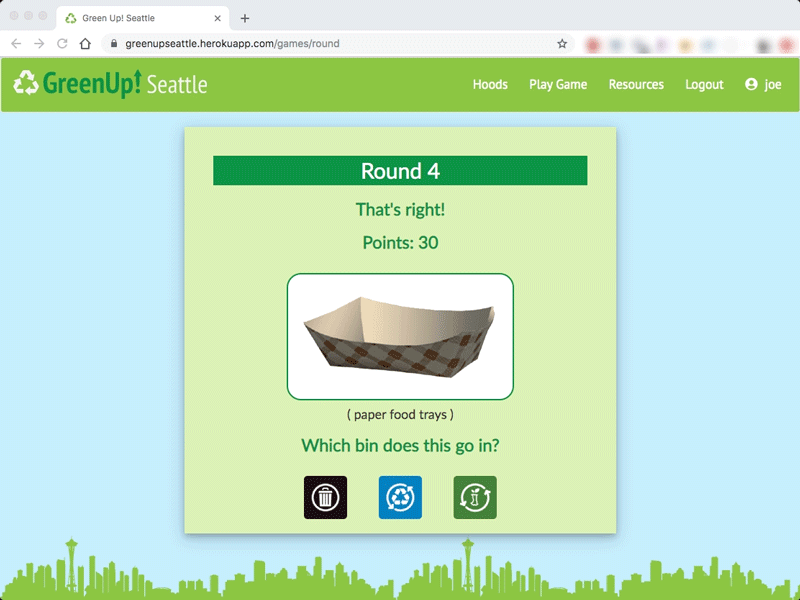 Green Up! Seattle
greenupseattle.herokuapp.com/games/round
GreenUp! Seattle
Hoods
Play Game
Resources
Logout
joe
Round 4
That's right!
Points: 30
( paper food trays )
Which bin does this go in?